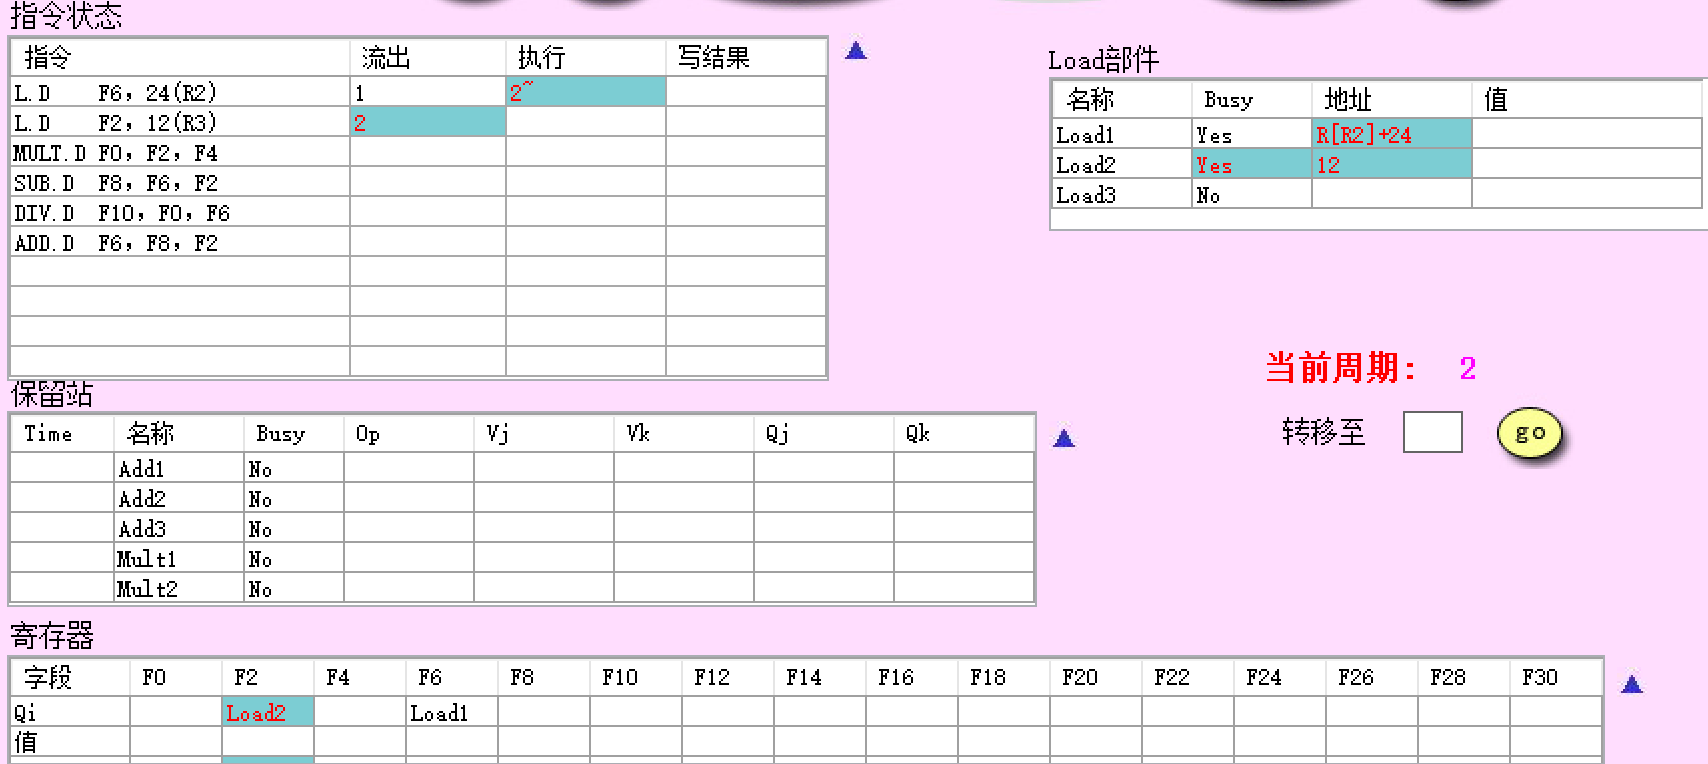 指令状态
指令 流出 执行 写结果
L.D F6, 24(R2) 1 2~
L.D F2, 12(R3) 2
MULT.D F0, F2, F4
SUB.D F8, F6, F2
DIV.D F10, F0, F6
ADD.D F6, F8, F2
Load部件
名称 Busy 地址 值
Load1 Yes R[R2]+24
Load2 Yes 12
Load3 No
当前周期: 2
转移至 go
保留站
Time 名称 Busy Op Vj Vk Qj Qk
Add1 No
Add2 No
Add3 No
Mult1 No
Mult2 No
寄存器
字段 F0 F2 F4 F6 F8 F10 F12 F14 F16 F18 F20 F22 F24 F26 F28 F30
Qi Load2 Load1
值